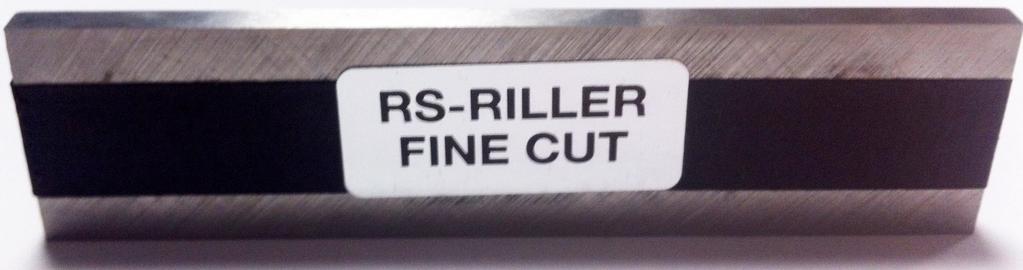 RS-RILLER
FINE CUT